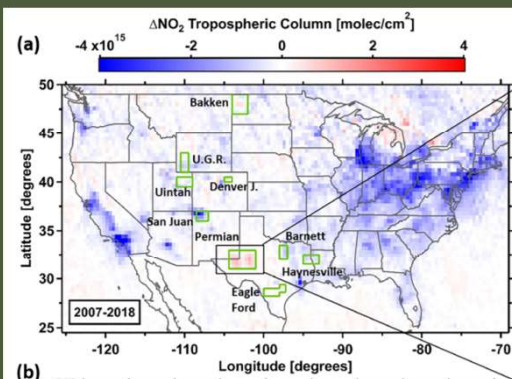 ΔNO₂ Tropospheric Column [molec/cm²]
(a) -4 x10¹⁵ -2 0 2 4
50
Bakken
45
U.G.R.
40
Uintah Denver J.
San Juan
35
Permian Barnett
30
Haynesville
Eagle
Ford
2007-2018
25
-120 -110 -100 -90 -80 -70
Longitude [degrees]
Latitude [degrees]
(b)